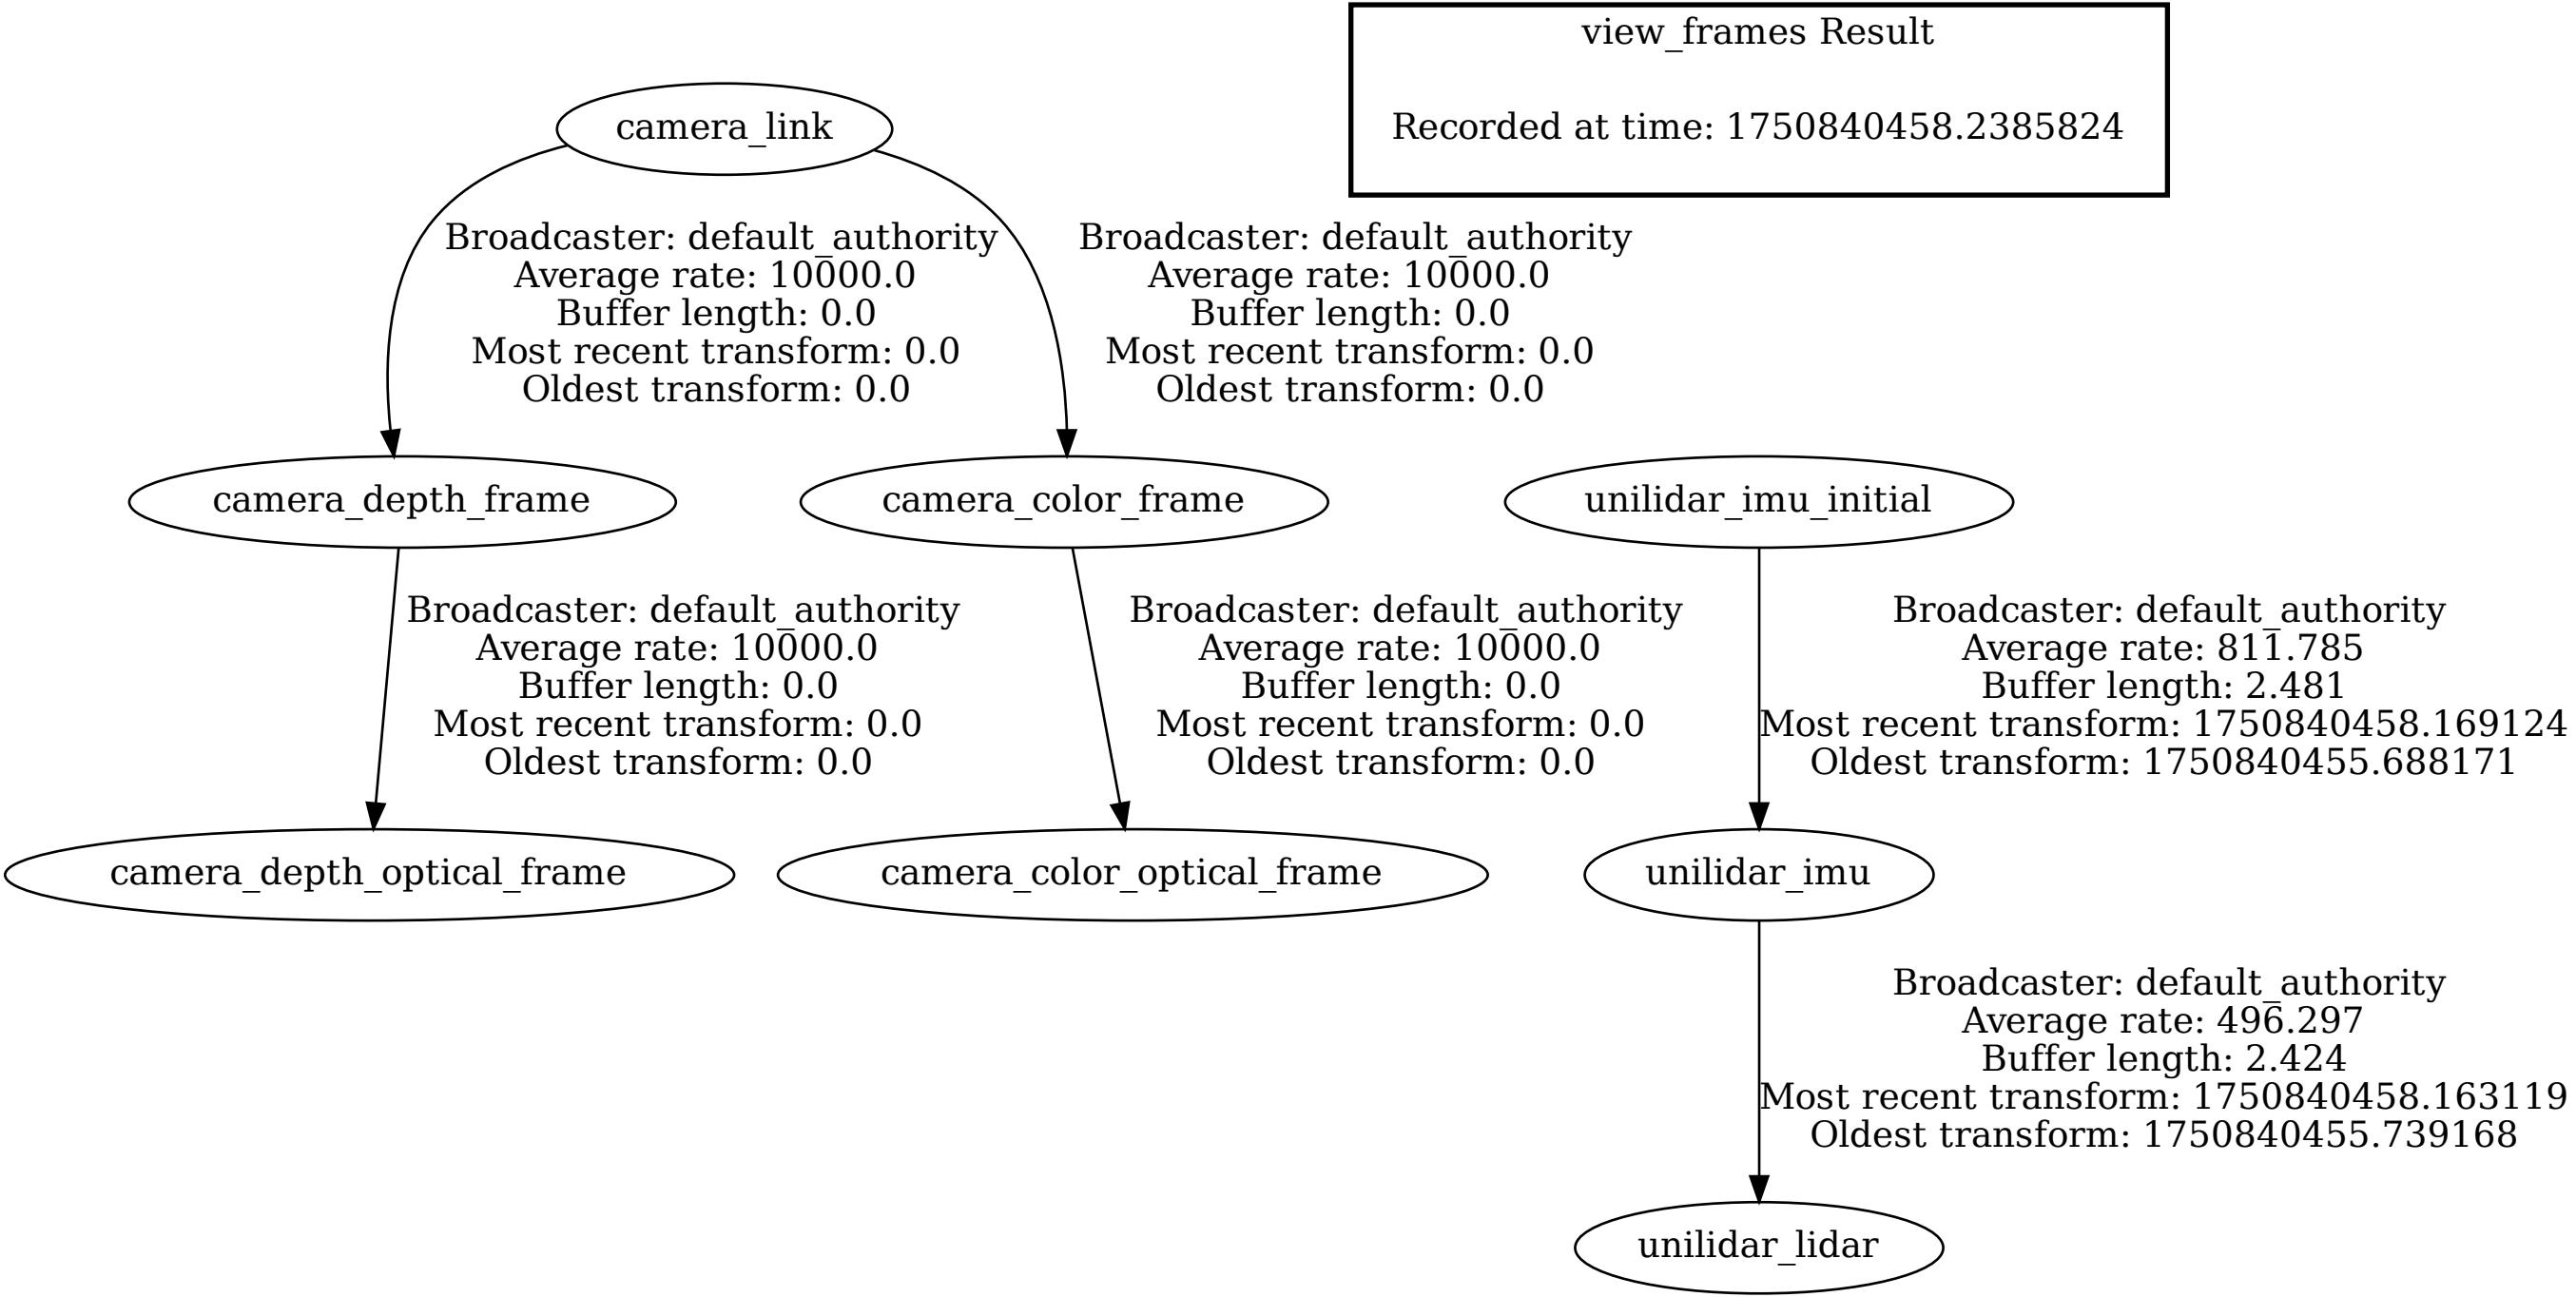 view_frames Result
Recorded at time: 1750840458.2385824
camera_link
Broadcaster: default_authority
Average rate: 10000.0
Buffer length: 0.0
Most recent transform: 0.0
Oldest transform: 0.0
Broadcaster: default_authority
Average rate: 10000.0
Buffer length: 0.0
Most recent transform: 0.0
Oldest transform: 0.0
camera_depth_frame
camera_color_frame
unilidar_imu_initial
Broadcaster: default_authority
Average rate: 10000.0
Buffer length: 0.0
Most recent transform: 0.0
Oldest transform: 0.0
Broadcaster: default_authority
Average rate: 10000.0
Buffer length: 0.0
Most recent transform: 0.0
Oldest transform: 0.0
Broadcaster: default_authority
Average rate: 811.785
Buffer length: 2.481
Most recent transform: 1750840458.169124
Oldest transform: 1750840455.688171
camera_depth_optical_frame
camera_color_optical_frame
unilidar_imu
Broadcaster: default_authority
Average rate: 496.297
Buffer length: 2.424
Most recent transform: 1750840458.163119
Oldest transform: 1750840455.739168
unilidar_lidar